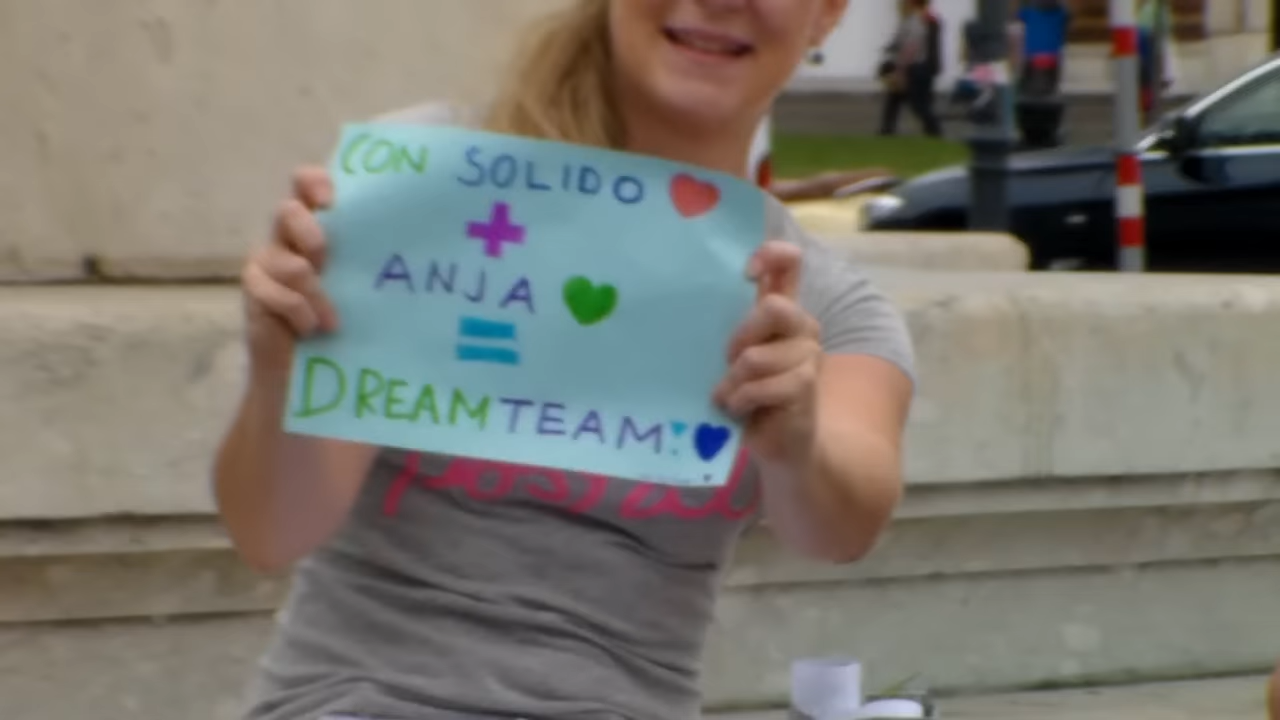 CON SOLIDO
+
ANJA
=
DREAMTEAM!